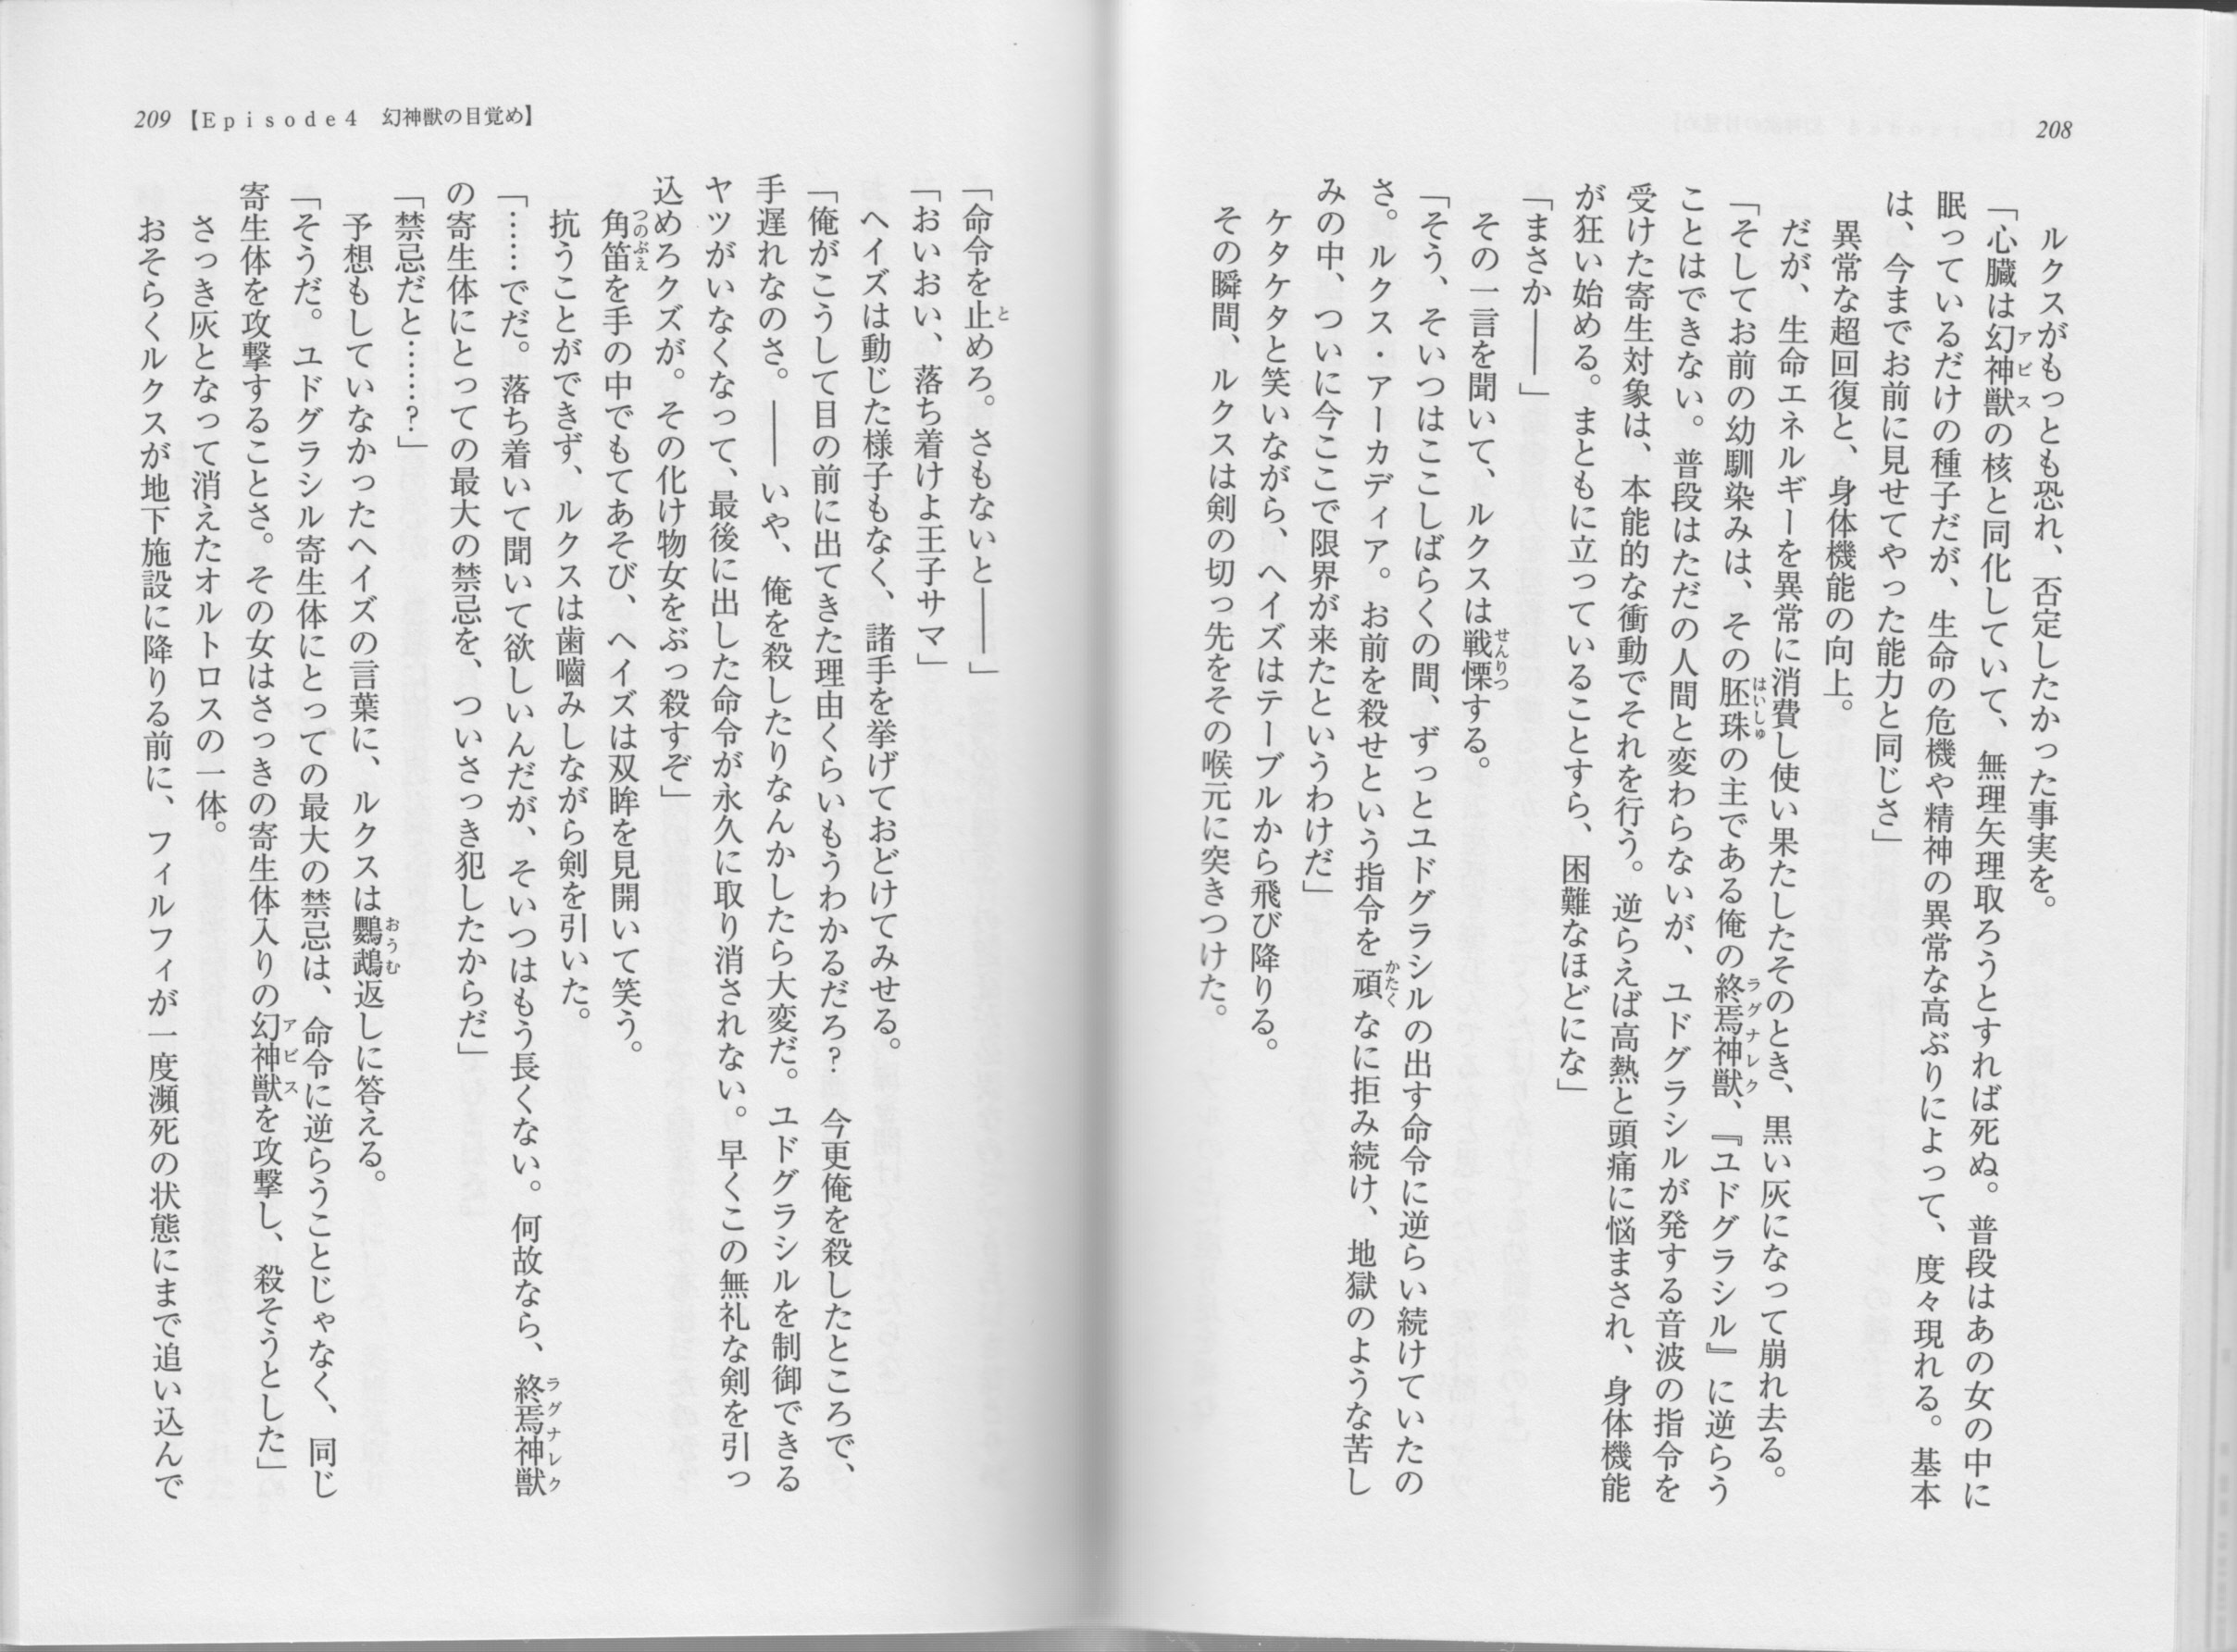 208
ルクスがもっとも恐れ、否定したかった事実を。
「心臓は幻神獣の核と同化していて、無理矢理取ろうとすれば死ぬ。普段はあの女の中に
眠っているだけの種子だが、生命の危機や精神の異常な高ぶりによって、度々現れる。基本
は、今までお前に見せてやった能力と同じさ」
異常な超回復と、身体機能の向上。
だが、生命エネルギーを異常に消費し使い果たしたそのとき、黒い灰になって崩れ去る。
「そしてお前の幼馴染みは、その胚珠の主である俺の終焉神獣、『ユドグラシル』に逆らう
ことはできない。普段はただの人間と変わらないが、ユドグラシルが発する音波の指令を
受けた寄生対象は、本能的な衝動でそれを行う。逆らえば高熱と頭痛に悩まされ、身体機能
が狂い始める。まともに立っていることすら、困難なほどにな」
「まさか――」
その一言を聞いて、ルクスは戦慄する。
「そう、そいつはここしばらくの間、ずっとユドグラシルの出す命令に逆らい続けていたの
さ。ルクス・アーカディア。お前を殺せという指令を頑なに拒み続け、地獄のような苦し
みの中、ついに今ここで限界が来たというわけだ」
ケタケタと笑いながら、ヘイズはテーブルから飛び降りる。
その瞬間、ルクスは剣の切っ先をその喉元に突きつけた。
209【Episode4　幻神獣の目覚め】
「命令を止めろ。さもないと――」
「おいおい、落ち着けよ王子サマ」
ヘイズは動じた様子もなく、諸手を挙げておどけてみせる。
「俺がこうして目の前に出てきた理由くらいもうわかるだろ?　今更俺を殺したところで、
手遅れなのさ。――いや、俺を殺したりなんかしたら大変だ。ユドグラシルを制御できる
ヤツがいなくなって、最後に出した命令が永久に取り消されない。早くこの無礼な剣を引っ
込めろクズが。その化け物女をぶっ殺すぞ」
角笛を手の中でもてあそび、ヘイズは双眸を見開いて笑う。
抗うことができず、ルクスは歯嚙みしながら剣を引いた。
「……でだ。落ち着いて聞いて欲しいんだが、そいつはもう長くない。何故なら、終焉神獣
の寄生体にとっての最大の禁忌を、ついさっき犯したからだ」
「禁忌だと……?」
予想もしていなかったヘイズの言葉に、ルクスは鸚鵡返しに答える。
「そうだ。ユドグラシル寄生体にとっての最大の禁忌は、命令に逆らうことじゃなく、同じ
寄生体を攻撃することさ。その女はさっきの寄生体入りの幻神獣を攻撃し、殺そうとした」
さっき灰となって消えたオルトロスの一体。
おそらくルクスが地下施設に降りる前に、フィルフィが一度瀕死の状態にまで追い込んで